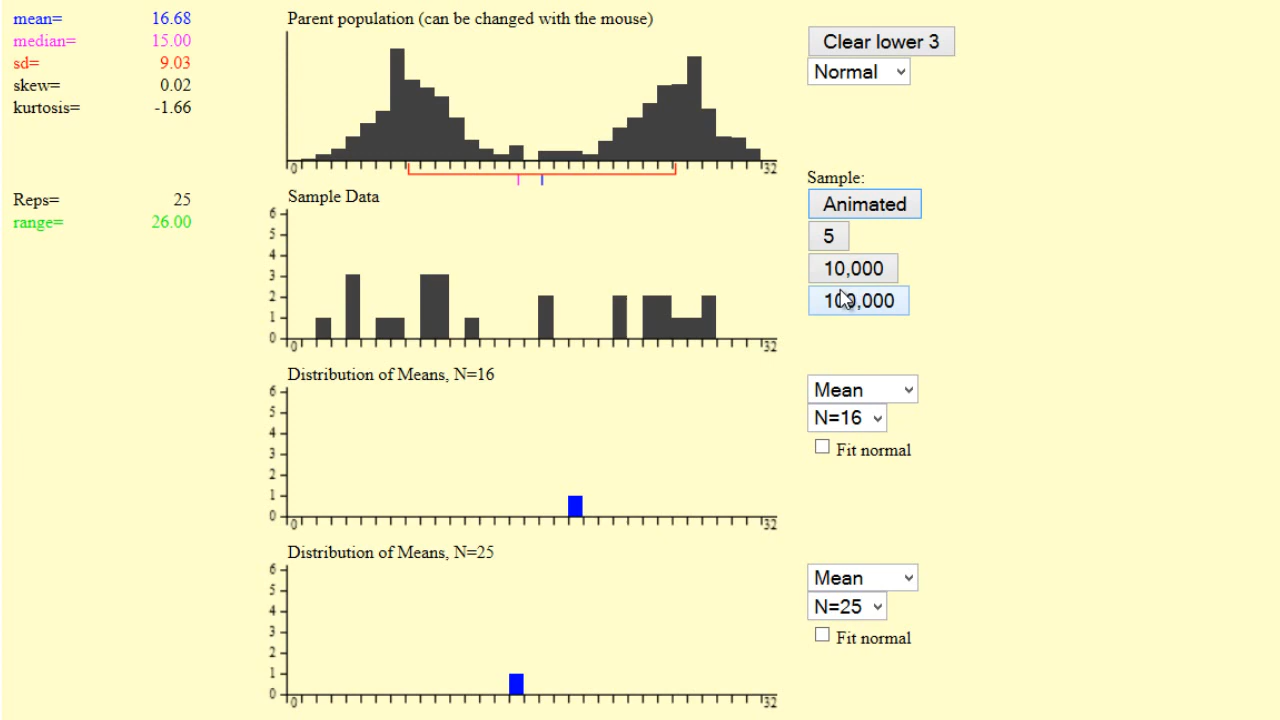 mean= 16.68
median= 15.00
sd= 9.03
skew= 0.02
kurtosis= -1.66
Parent population (can be changed with the mouse)
0 32
Clear lower 3
Normal
Reps= 25
range= 26.00
Sample Data
6
5
4
3
2
1
0
0 32
Sample:
Animated
5
10,000
100,000
Distribution of Means, N=16
6
5
4
3
2
1
0
0 32
Mean
N=16
Fit normal
Distribution of Means, N=25
6
5
4
3
2
1
0
0 32
Mean
N=25
Fit normal